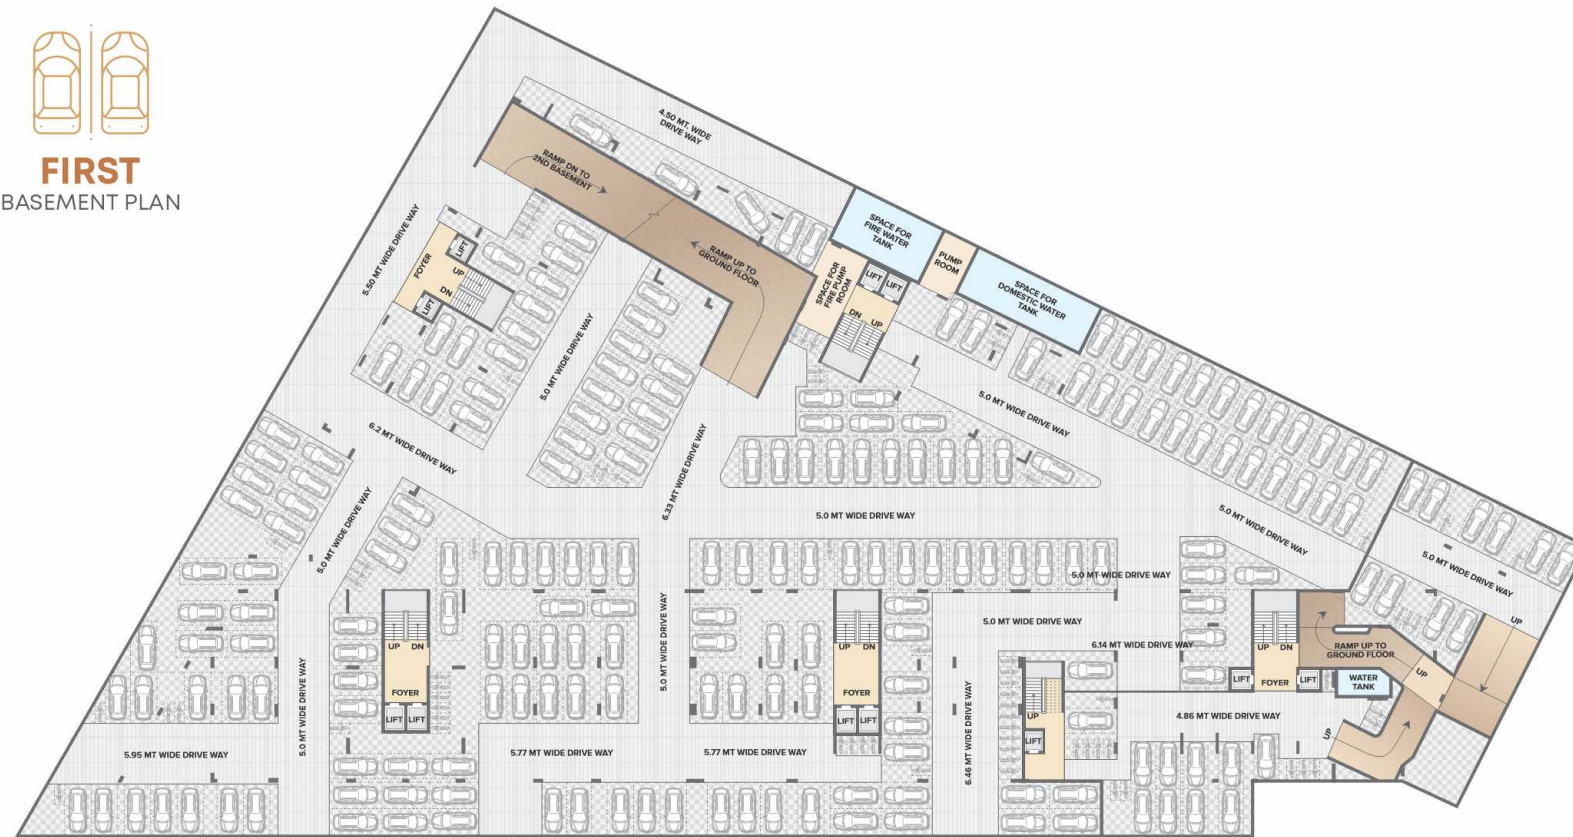 FIRST
BASEMENT PLAN
4.50 MT. WIDE
DRIVE WAY
RAMP DN TO
2ND BASEMENT
RAMP UP TO
GROUND FLOOR
5.50 MT WIDE DRIVE WAY
FOYER
LIFT
UP
DN
LIFT
SPACE FOR
FIRE WATER
TANK
PUMP
ROOM
SPACE FOR
DOMESTIC WATER
TANK
SPACE FOR
FIRE PUMP
ROOM
LIFT
LIFT
DN
UP
5.0 MT WIDE DRIVE WAY
5.0 MT WIDE DRIVE WAY
6.2 MT WIDE DRIVE WAY
6.33 MT WIDE DRIVE WAY
5.0 MT WIDE DRIVE WAY
5.0 MT WIDE DRIVE WAY
5.0 MT WIDE DRIVE WAY
5.0 MT WIDE DRIVE WAY
5.0 MT WIDE DRIVE WAY
5.0 MT WIDE DRIVE WAY
5.0 MT WIDE DRIVE WAY
6.14 MT WIDE DRIVE WAY
UP
RAMP UP TO
GROUND FLOOR
UP
UP
DN
FOYER
LIFT
LIFT
UP
DN
FOYER
LIFT
LIFT
UP
DN
FOYER
LIFT
LIFT
WATER
TANK
5.0 MT WIDE DRIVE WAY
5.0 MT WIDE DRIVE WAY
6.46 MT WIDE DRIVE WAY
UP
LIFT
4.86 MT WIDE DRIVE WAY
UP
5.95 MT WIDE DRIVE WAY
5.77 MT WIDE DRIVE WAY
5.77 MT WIDE DRIVE WAY